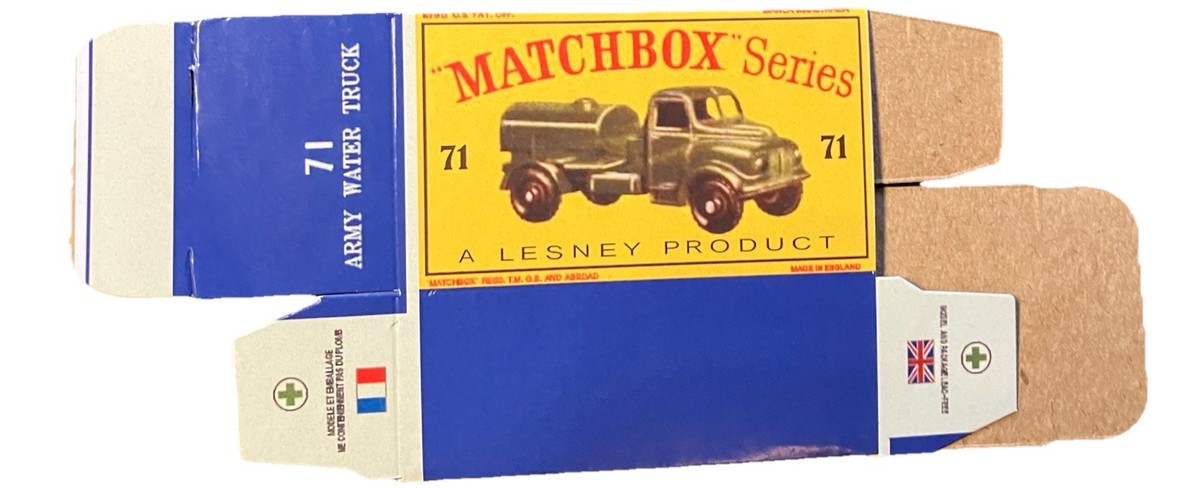 REG'D. U.S. PAT. OFF.
"MATCHBOX" Series
71
71
A LESNEY PRODUCT
"MATCHBOX" REGD. T.M. G.B. AND ABROAD
MADE IN ENGLAND
71
ARMY WATER TRUCK
MODELE ET EMBALLAGE
NE CONTIENNENT PAS DU PLOMB
MODEL AND PACKAGE LEAD-FREE